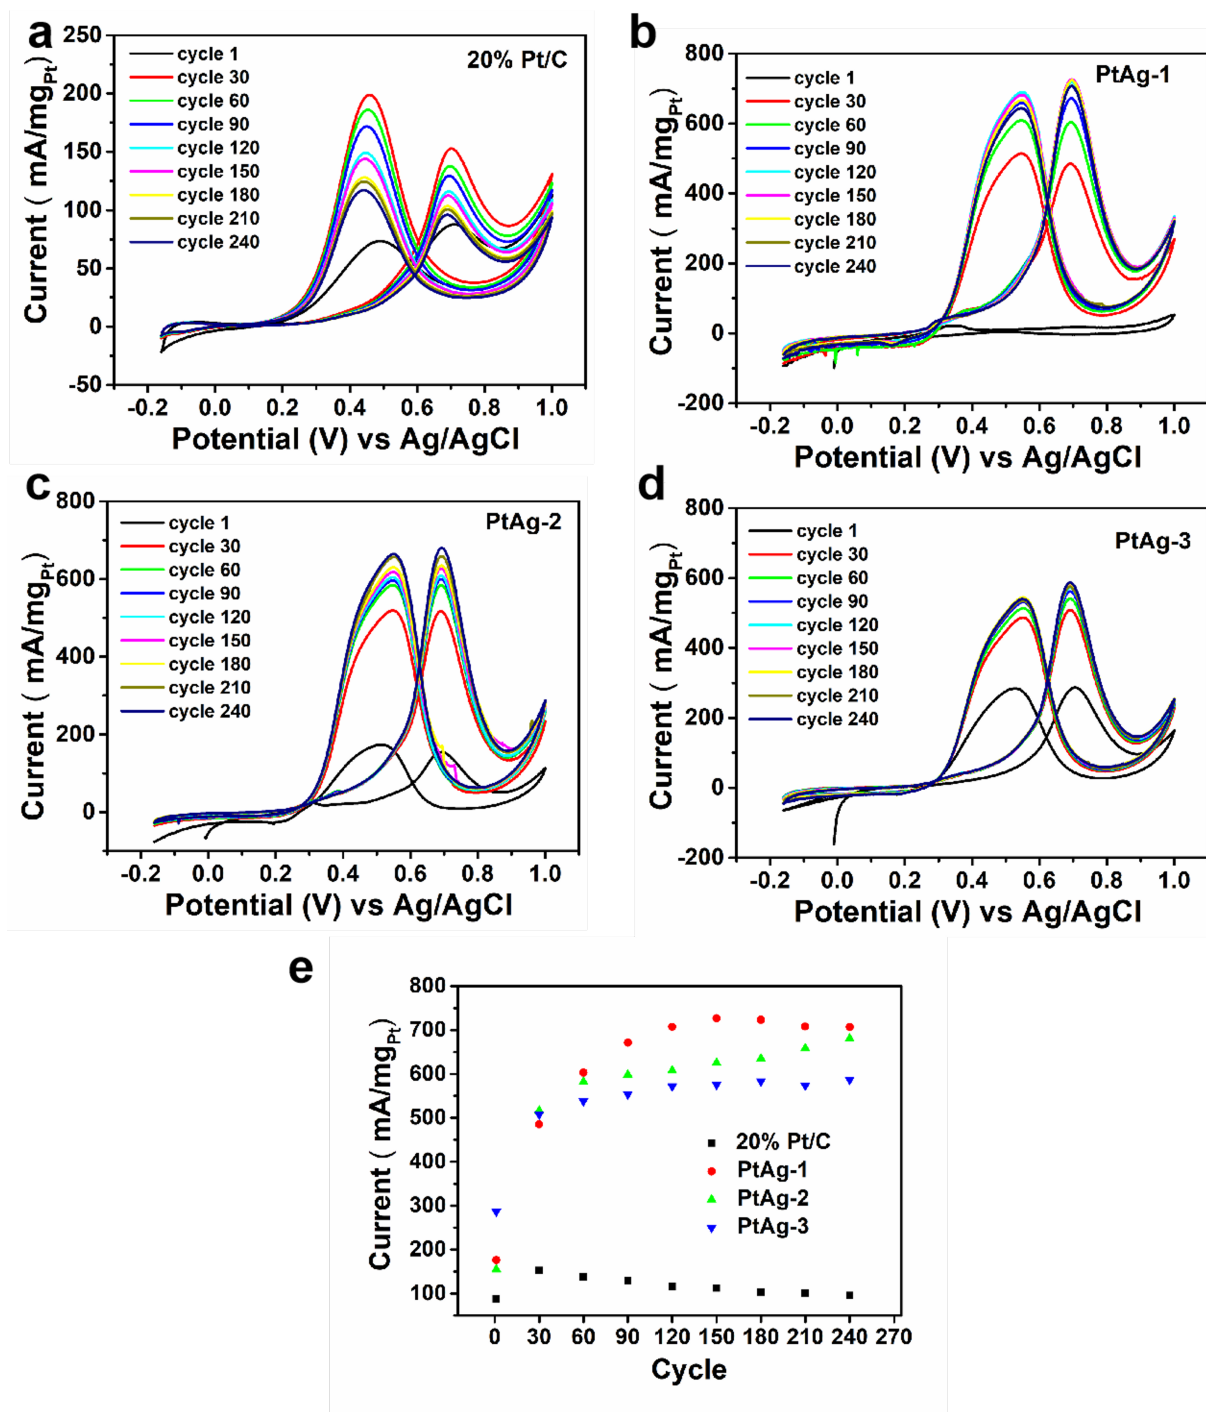 a
20% Pt/C
cycle 1
cycle 30
cycle 60
cycle 90
cycle 120
cycle 150
cycle 180
cycle 210
cycle 240
250
200
150
100
50
0
-50
-0.2 0.0 0.2 0.4 0.6 0.8 1.0
Current ( mA/mgPt)
Potential (V) vs Ag/AgCl
b
PtAg-1
cycle 1
cycle 30
cycle 60
cycle 90
cycle 120
cycle 150
cycle 180
cycle 210
cycle 240
800
600
400
200
0
-200
-0.2 0.0 0.2 0.4 0.6 0.8 1.0
Current ( mA/mgPt)
Potential (V) vs Ag/AgCl
c
PtAg-2
cycle 1
cycle 30
cycle 60
cycle 90
cycle 120
cycle 150
cycle 180
cycle 210
cycle 240
800
600
400
200
0
-0.2 0.0 0.2 0.4 0.6 0.8 1.0
Current ( mA/mgPt)
Potential (V) vs Ag/AgCl
d
PtAg-3
cycle 1
cycle 30
cycle 60
cycle 90
cycle 120
cycle 150
cycle 180
cycle 210
cycle 240
800
600
400
200
0
-200
-0.2 0.0 0.2 0.4 0.6 0.8 1.0
Current ( mA/mgPt)
Potential (V) vs Ag/AgCl
e
800
700
600
500
400
300
200
100
20% Pt/C
PtAg-1
PtAg-2
PtAg-3
0 30 60 90 120 150 180 210 240 270
Current ( mA/mgPt)
Cycle